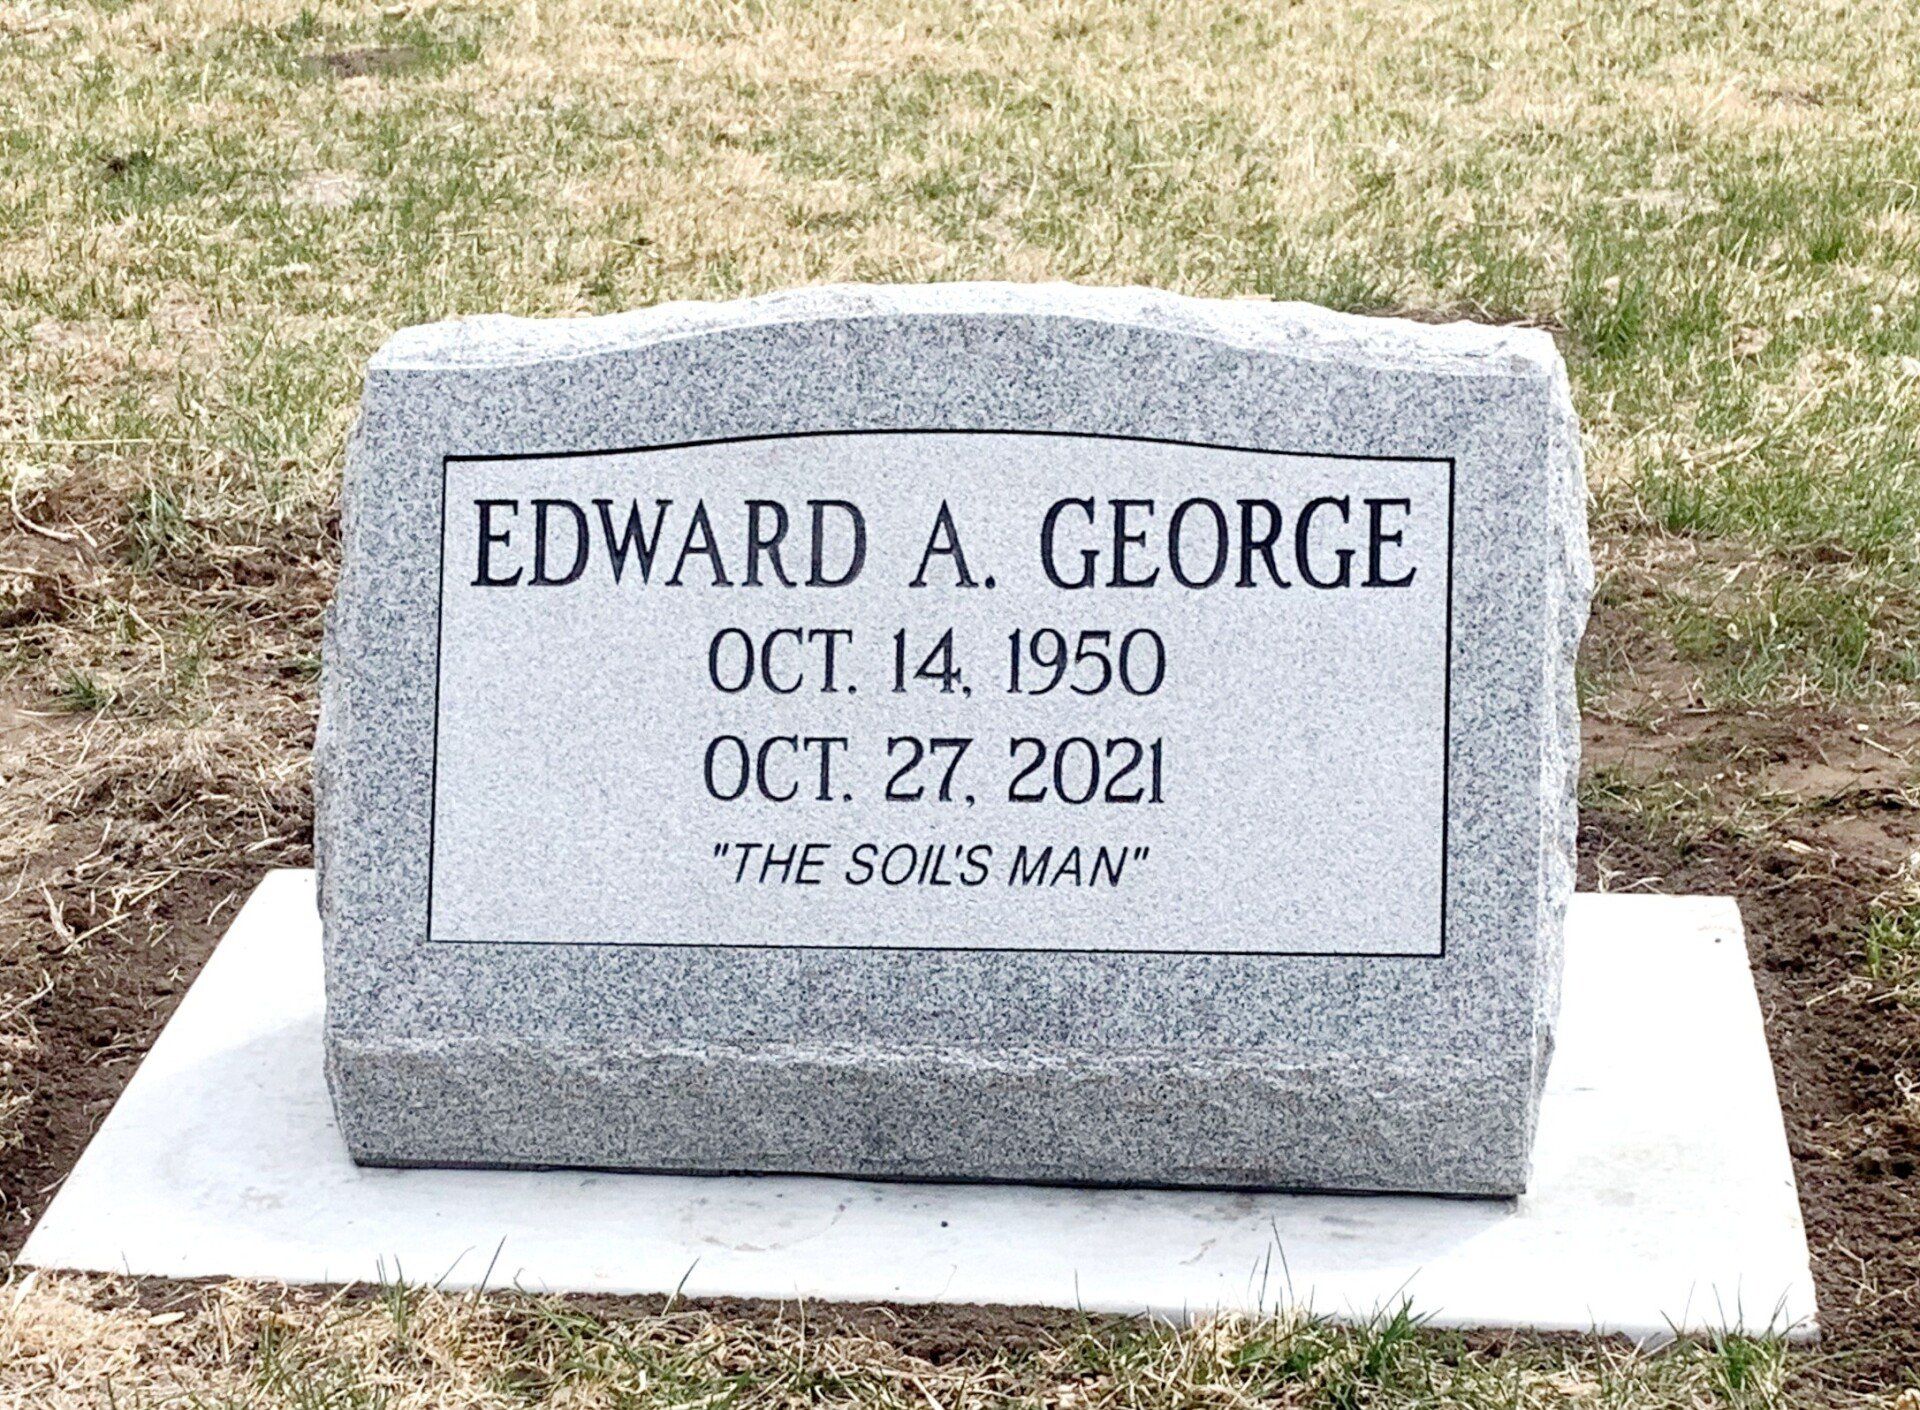 EDWARD A. GEORGE
OCT. 14, 1950
OCT. 27, 2021
"THE SOIL'S MAN"